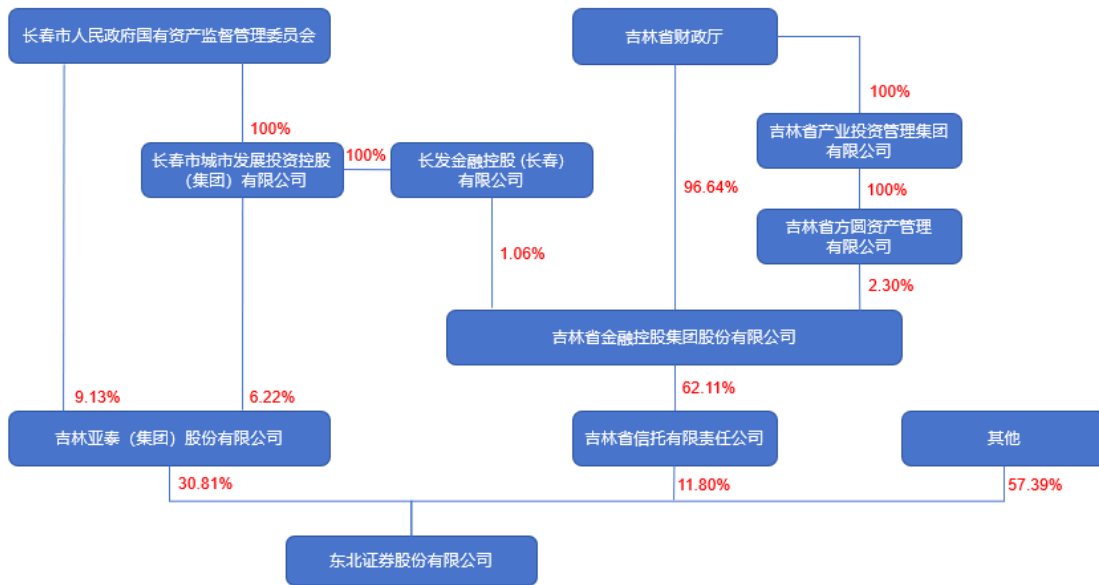 长春市人民政府国有资产监督管理委员会
吉林省财政厅
100%
100%
吉林省产业投资管理集团
有限公司
长春市城市发展投资控股
（集团）有限公司
100%
长发金融控股 (长春)
有限公司
96.64%
100%
吉林省方圆资产管理
有限公司
1.06%
2.30%
吉林省金融控股集团股份有限公司
9.13%
6.22%
62.11%
吉林亚泰（集团）股份有限公司
吉林省信托有限责任公司
其他
30.81%
11.80%
57.39%
东北证券股份有限公司